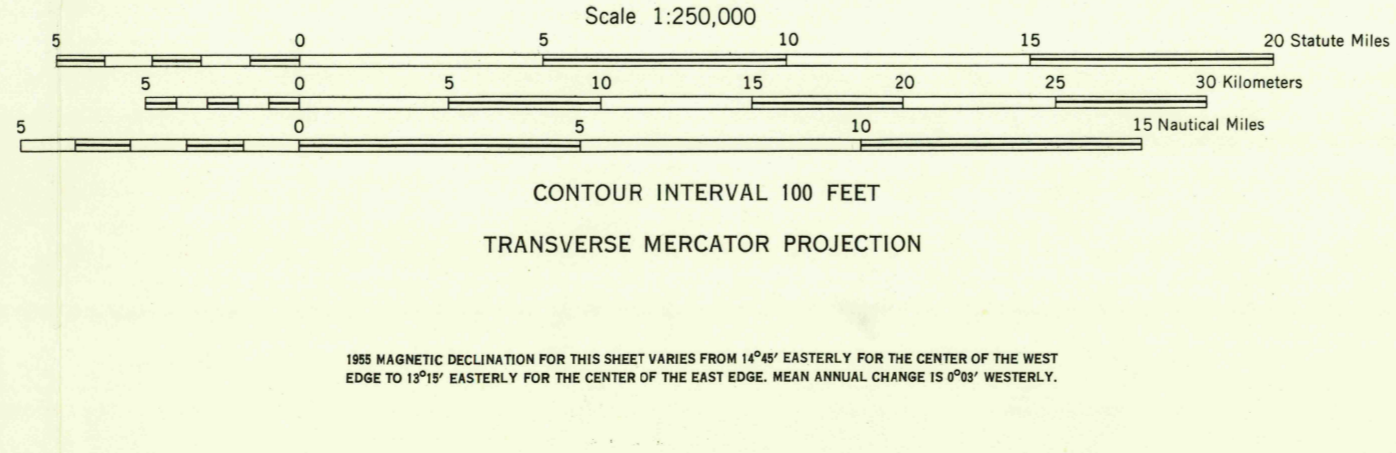 Scale 1:250,000
5 0 5 10 15 20 Statute Miles
5 0 5 10 15 20 25 30 Kilometers
5 0 5 10 15 Nautical Miles
CONTOUR INTERVAL 100 FEET
TRANSVERSE MERCATOR PROJECTION
1955 MAGNETIC DECLINATION FOR THIS SHEET VARIES FROM 14°45′ EASTERLY FOR THE CENTER OF THE WEST
EDGE TO 13°15′ EASTERLY FOR THE CENTER OF THE EAST EDGE. MEAN ANNUAL CHANGE IS 0°03′ WESTERLY.